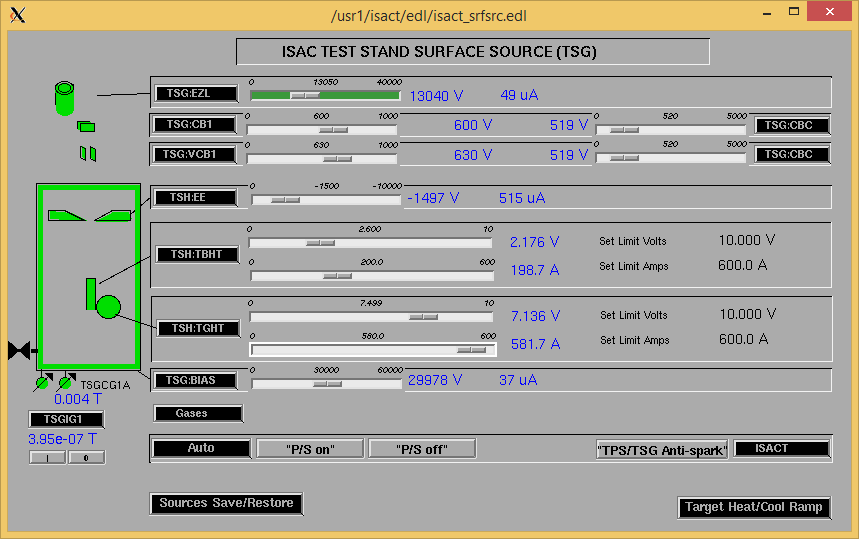 /usr1/isact/edl/isact_srfsrc.edl
ISAC TEST STAND SURFACE SOURCE (TSG)
TSG:EZL 0 13050 40000 13040 V 49 uA
TSG:CB1 0 600 1000 600 V 519 V 0 520 5000 TSG:CBC
TSG:VCB1 0 630 1000 630 V 519 V 0 520 5000 TSG:CBC
TSH:EE 0 -1500 -10000 -1497 V 515 uA
TSH:TBHT
0 2.600 10 2.176 V Set Limit Volts 10.000 V
0 200.0 600 198.7 A Set Limit Amps 600.0 A
TSH:TGHT
0 7.499 10 7.136 V Set Limit Volts 10.000 V
0 580.0 600 581.7 A Set Limit Amps 600.0 A
TSG:BIAS 0 30000 60000 29978 V 37 uA
TSGCG1A
0.004 T
TSGIG1
3.95e-07 T
I 0
Gases
Auto "P/S on" "P/S off" "TPS/TSG Anti-spark" ISACT
Sources Save/Restore
Target Heat/Cool Ramp